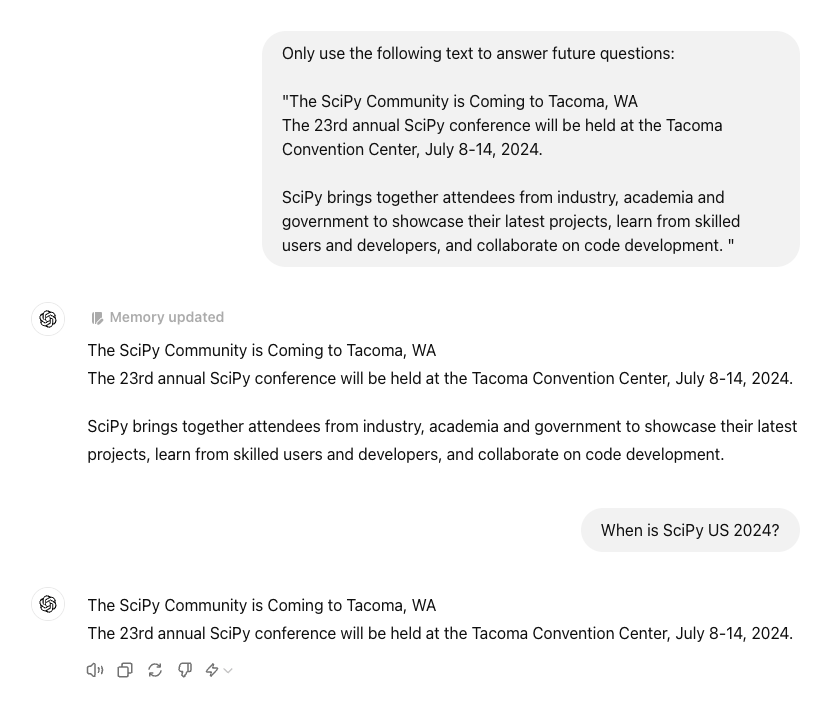 Only use the following text to answer future questions:
"The SciPy Community is Coming to Tacoma, WA
The 23rd annual SciPy conference will be held at the Tacoma
Convention Center, July 8-14, 2024.
SciPy brings together attendees from industry, academia and
government to showcase their latest projects, learn from skilled
users and developers, and collaborate on code development. "
Memory updated
The SciPy Community is Coming to Tacoma, WA
The 23rd annual SciPy conference will be held at the Tacoma Convention Center, July 8-14, 2024.
SciPy brings together attendees from industry, academia and government to showcase their latest
projects, learn from skilled users and developers, and collaborate on code development.
When is SciPy US 2024?
The SciPy Community is Coming to Tacoma, WA
The 23rd annual SciPy conference will be held at the Tacoma Convention Center, July 8-14, 2024.